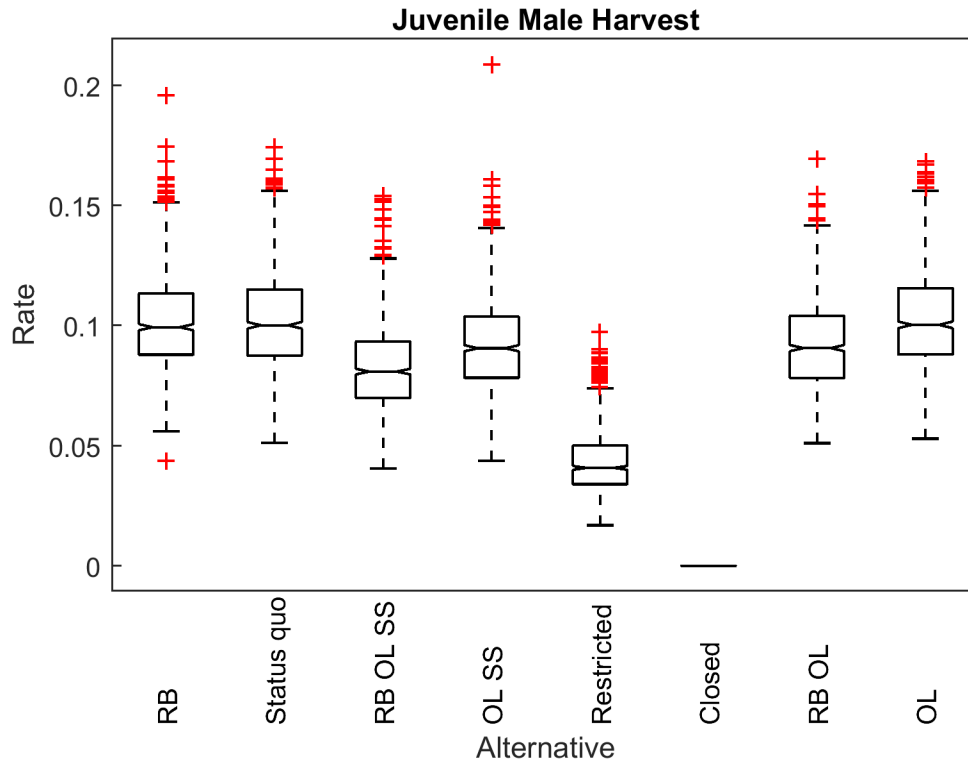 Juvenile Male Harvest
0.2
0.15
0.1
0.05
0
Rate
RB
Status quo
RB OL SS
OL SS
Restricted
Closed
RB OL
OL
Alternative